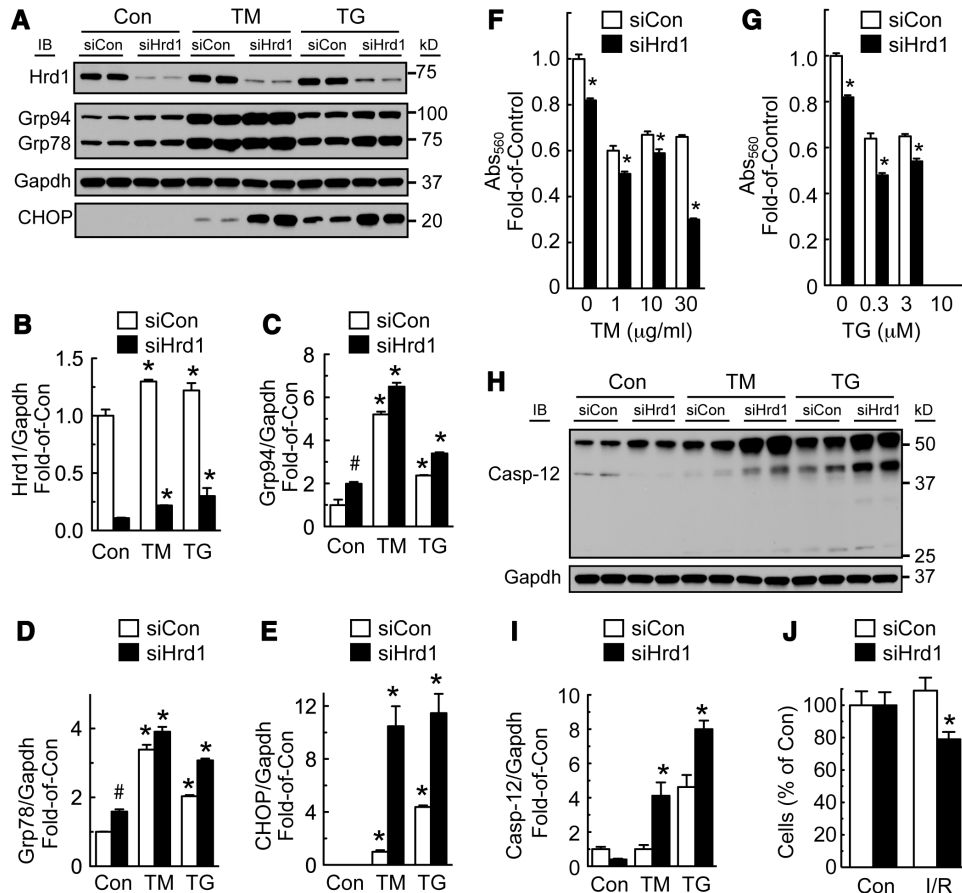 A
Con TM TG
IB siCon siHrd1 siCon siHrd1 siCon siHrd1 kD
Hrd1 75
Grp94 100
Grp78 75
Gapdh 37
CHOP 20
B
siCon
siHrd1
Hrd1/Gapdh
Fold-of-Con
1.5
1.0
0.5
0.0
* * * *
Con TM TG
C
siCon
siHrd1
Grp94/Gapdh
Fold-of-Con
8
6
4
2
0
# * * * *
Con TM TG
D
siCon
siHrd1
Grp78/Gapdh
Fold-of-Con
4
2
0
# * * * *
Con TM TG
E
siCon
siHrd1
CHOP/Gapdh
Fold-of-Con
12
8
4
0
* * * *
Con TM TG
F
siCon
siHrd1
Abs560
Fold-of-Control
1.0
0.8
0.6
0.4
0.2
0
* * * *
0 1 10 30
TM (μg/ml)
G
siCon
siHrd1
Abs560
Fold-of-Control
1.0
0.8
0.6
0.4
0.2
0
* * *
0 0.3 3 10
TG (μM)
H
Con TM TG
IB siCon siHrd1 siCon siHrd1 siCon siHrd1 kD
50
Casp-12
37
25
Gapdh 37
I
siCon
siHrd1
Casp-12/Gapdh
Fold-of-Con
10
8
6
4
2
0
* *
Con TM TG
J
siCon
siHrd1
Cells (% of Con)
100
80
60
40
20
0
*
Con I/R